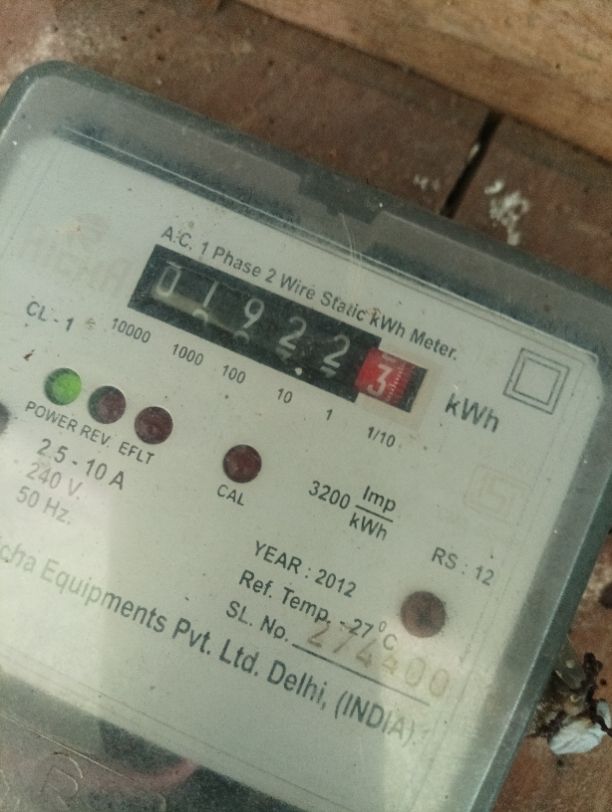 A.C. 1 Phase 2 Wire Static kWh Meter.
01922 3 kWh
CL - 1
10000 1000 100 10 1 1/10
POWER REV. EFLT
CAL
2.5 - 10 A
240 V.
50 Hz.
3200 Imp
kWh
RS : 12
YEAR : 2012
Ref. Temp. - 27⁰C
SL. No. 274400
Equipments Pvt. Ltd. Delhi, (INDIA)